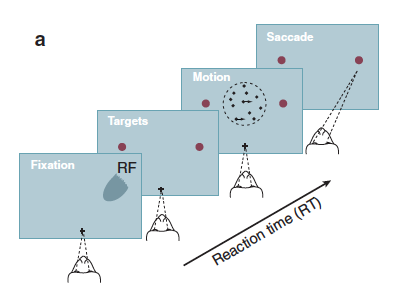 a
Saccade
Motion
Targets
Fixation
RF
Reaction time (RT)